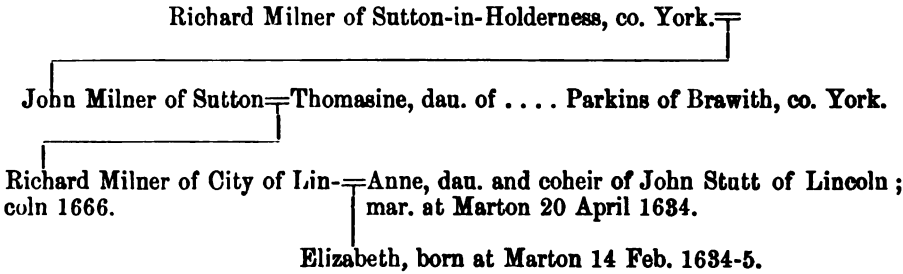 Richard Milner of Sutton-in-Holderness, co. York.
John Milner of Sutton=Thomasine, dau. of .... Parkins of Brawith, co. York.
Richard Milner of City of Lin-=Anne, dau. and coheir of John Stutt of Lincoln;
coln 1666. mar. at Marton 20 April 1634.
Elizabeth, born at Marton 14 Feb. 1634-5.